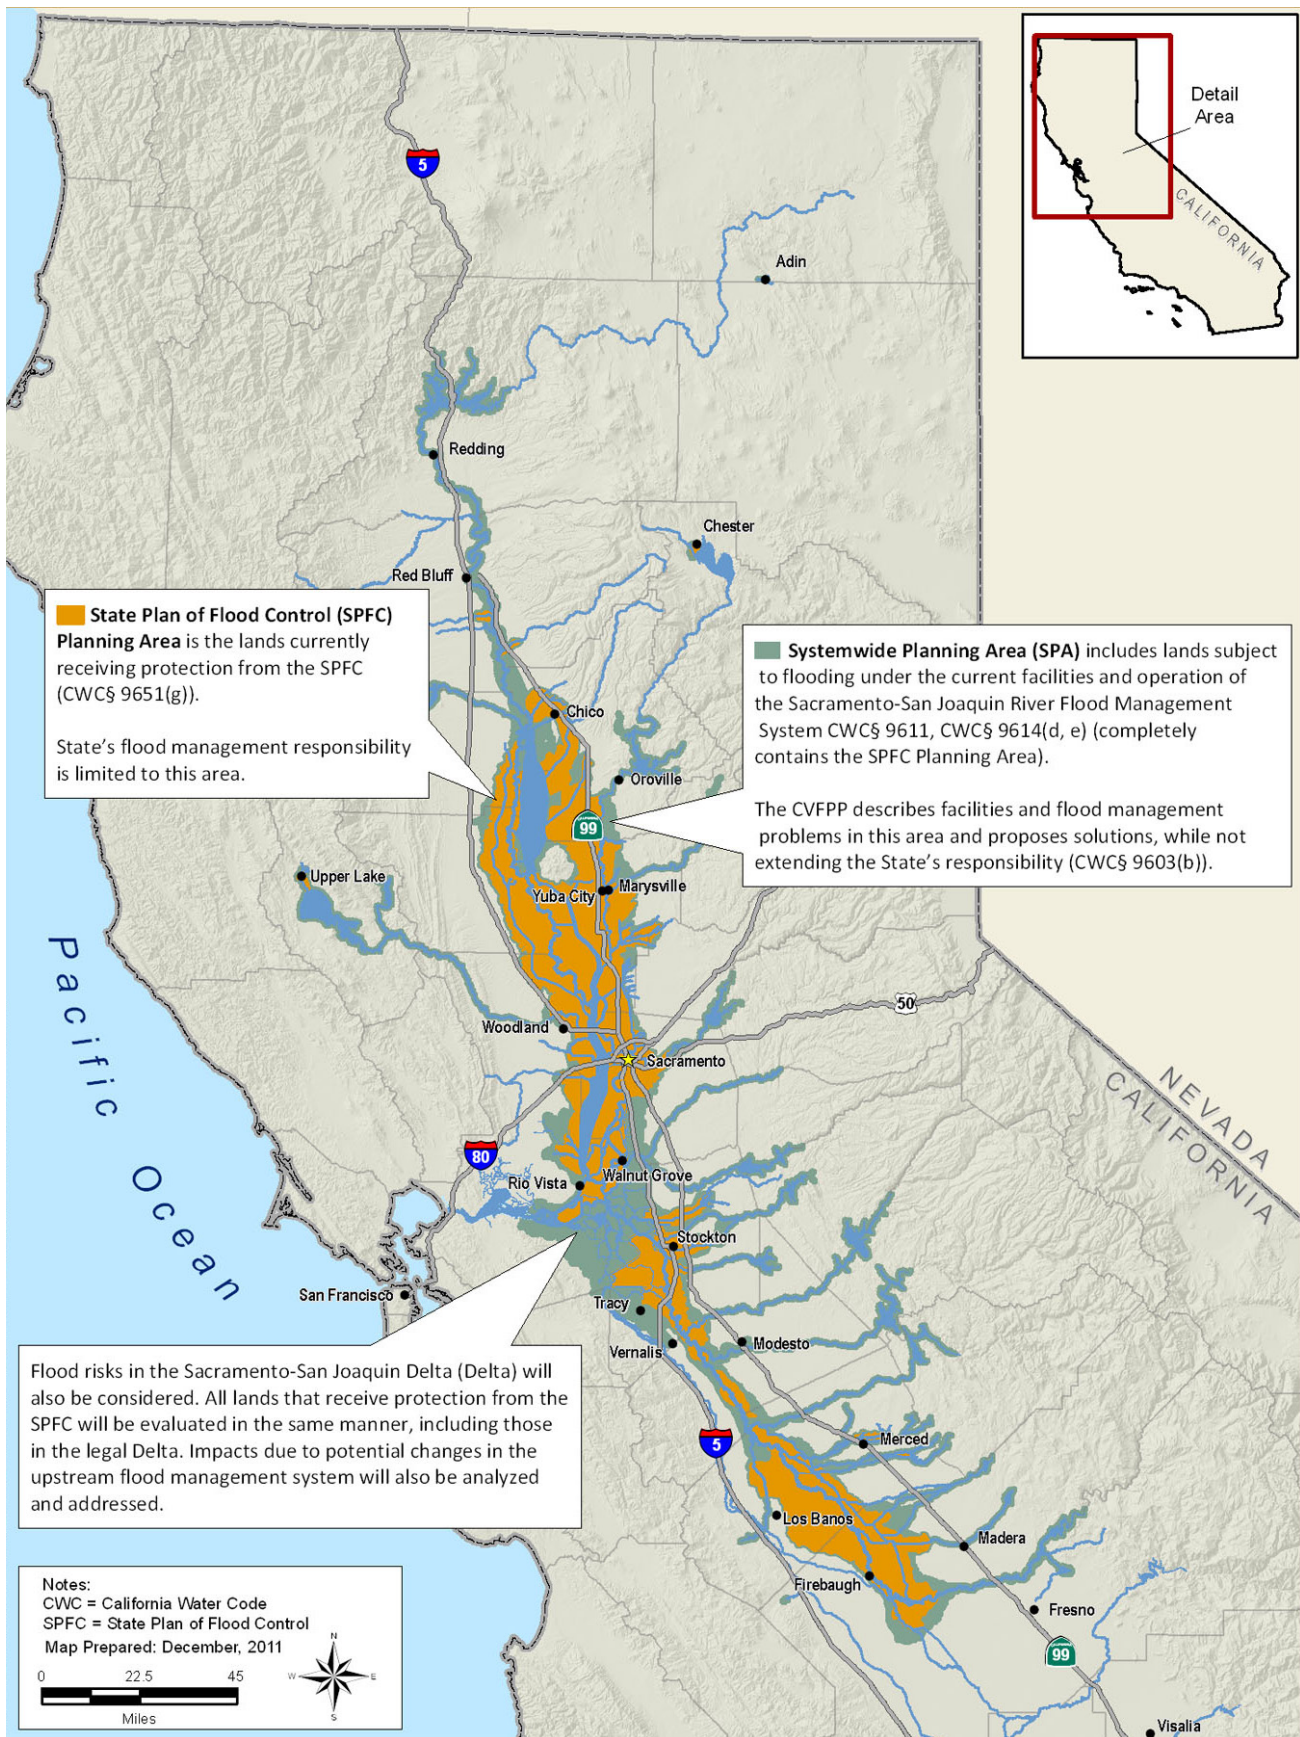 5
Detail
Area
CALIFORNIA
Adin
Redding
Chester
Red Bluff
State Plan of Flood Control (SPFC)
Planning Area is the lands currently
receiving protection from the SPFC
(CWC§ 9651(g)).
State’s flood management responsibility
is limited to this area.
Systemwide Planning Area (SPA) includes lands subject
to flooding under the current facilities and operation of
the Sacramento-San Joaquin River Flood Management
System CWC§ 9611, CWC§ 9614(d, e) (completely
contains the SPFC Planning Area).
The CVFPP describes facilities and flood management
problems in this area and proposes solutions, while not
extending the State’s responsibility (CWC§ 9603(b)).
Chico
Oroville
CALIFORNIA
99
Upper Lake
Marysville
Yuba City
Pacific Ocean
50
Woodland
Sacramento
NEVADA
CALIFORNIA
80
Walnut Grove
Rio Vista
Stockton
San Francisco
Tracy
Vernalis
Modesto
Flood risks in the Sacramento-San Joaquin Delta (Delta) will
also be considered. All lands that receive protection from the
SPFC will be evaluated in the same manner, including those
in the legal Delta. Impacts due to potential changes in the
upstream flood management system will also be analyzed
and addressed.
5
Merced
Los Banos
Madera
Firebaugh
Fresno
CALIFORNIA
99
Visalia
Notes:
CWC = California Water Code
SPFC = State Plan of Flood Control
Map Prepared: December, 2011
0 22.5 45
Miles
N
W E
S